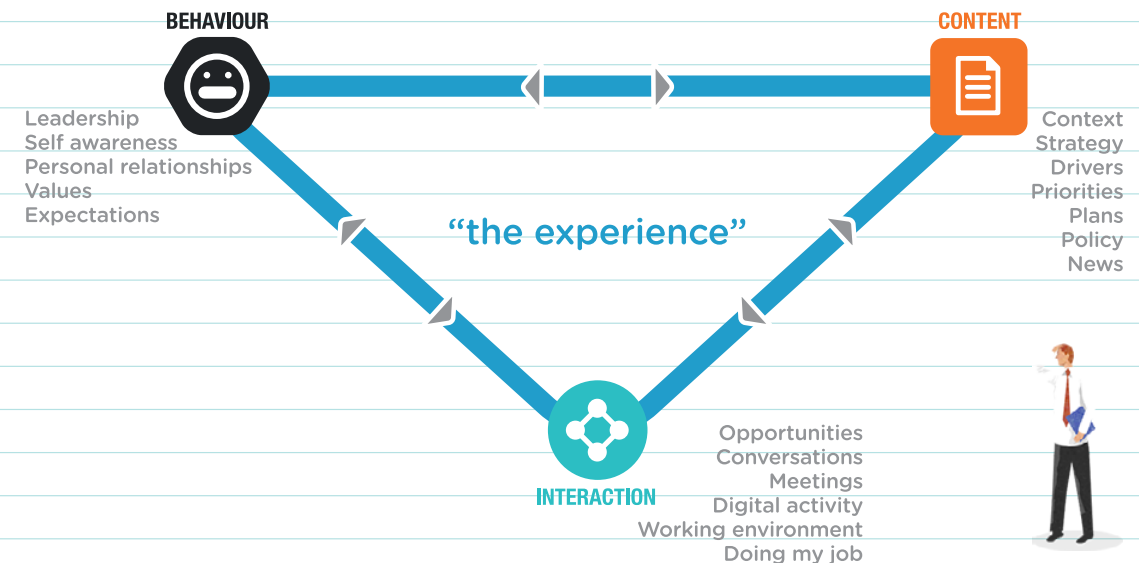 BEHAVIOUR
CONTENT
Leadership
Self awareness
Personal relationships
Values
Expectations
Context
Strategy
Drivers
Priorities
Plans
Policy
News
“the experience”
INTERACTION
Opportunities
Conversations
Meetings
Digital activity
Working environment
Doing my job